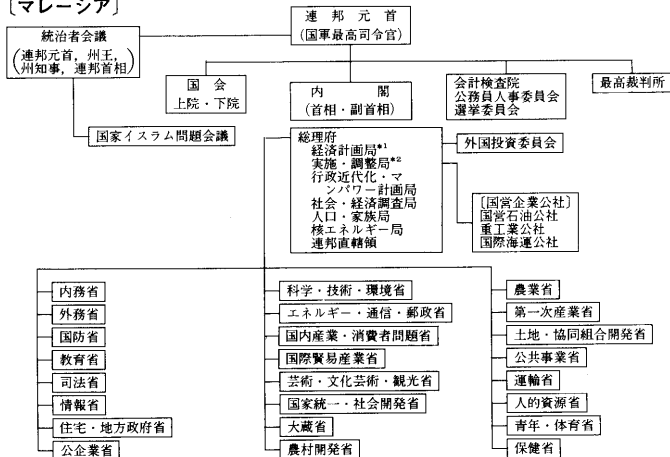 〔マレーシア〕
連邦元首
(国軍最高司令官)
統治者会議
(連邦元首, 州王,
州知事, 連邦首相)
国家イスラム問題会議
国会
上院・下院
内閣
(首相・副首相)
会計検査院
公務員人事委員会
選挙委員会
最高裁判所
総理府
経済計画局*1
実施・調整局*2
行政近代化・マ
ンパワー計画局
社会・経済調査局
人口・家族局
核エネルギー局
連邦直轄領
外国投資委員会
〔国営企業公社〕
国営石油公社
重工業公社
国際海運公社
内務省
外務省
国防省
教育省
司法省
情報省
住宅・地方政府省
公企業省
科学・技術・環境省
エネルギー・通信・郵政省
国内産業・消費者問題省
国際貿易産業省
芸術・文化芸術・観光省
国家統一・社会開発省
大蔵省
農村開発省
農業省
第一次産業省
土地・協同組合開発省
公共事業省
運輸省
人的資源省
青年・体育省
保健省